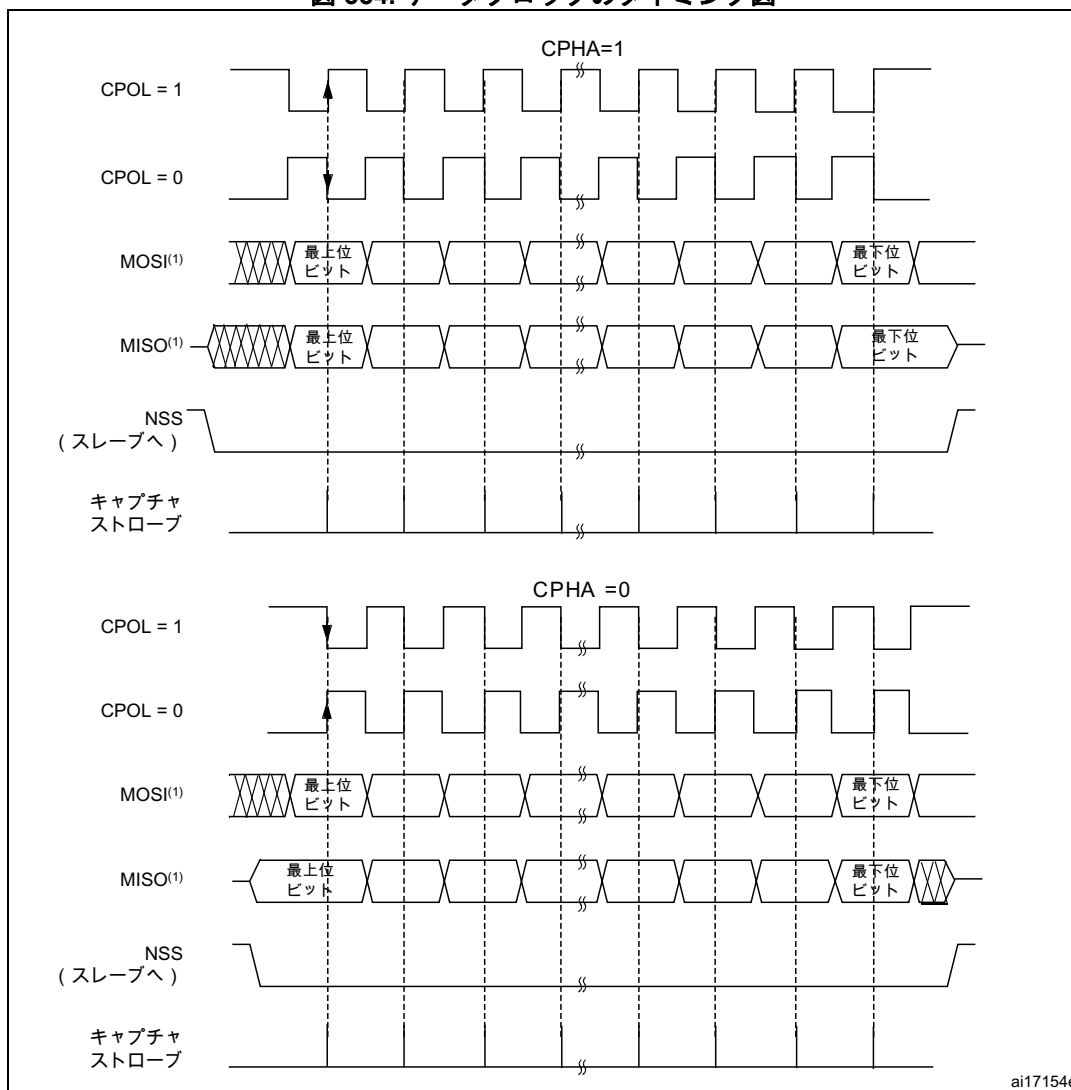 CPHA=1
CPOL = 1
CPOL = 0
MOSI(1)
最上位
ビット
最下位
ビット
MISO(1)
最上位
ビット
最下位
ビット
NSS
( スレーブへ )
キャプチャ
ストローブ
CPHA =0
CPOL = 1
CPOL = 0
MOSI(1)
最上位
ビット
最下位
ビット
MISO(1)
最上位
ビット
最下位
ビット
NSS
( スレーブへ )
キャプチャ
ストローブ